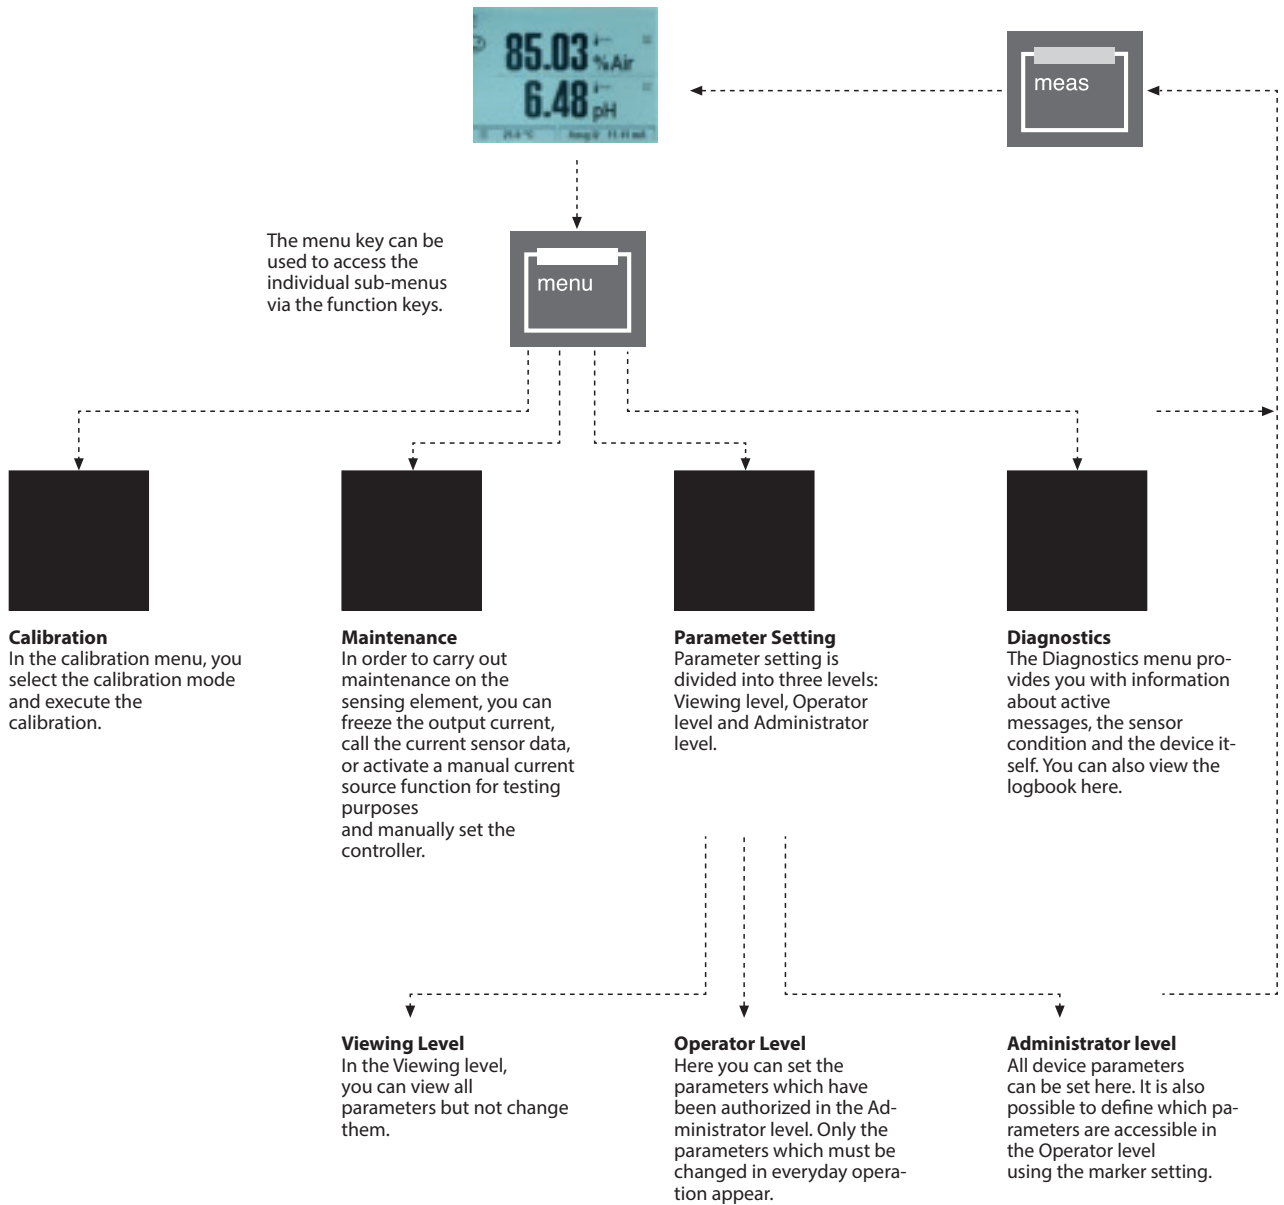 85.03
%Air
6.48
pH
meas
The menu key can be
used to access the
individual sub-menus
via the function keys.
menu
Calibration
In the calibration menu, you
select the calibration mode
and execute the
calibration.
Maintenance
In order to carry out
maintenance on the
sensing element, you can
freeze the output current,
call the current sensor data,
or activate a manual current
source function for testing
purposes
and manually set the
controller.
Parameter Setting
Parameter setting is
divided into three levels:
Viewing level, Operator
level and Administrator
level.
Diagnostics
The Diagnostics menu pro-
vides you with information
about active
messages, the sensor
condition and the device it-
self. You can also view the
logbook here.
Viewing Level
In the Viewing level,
you can view all
parameters but not change
them.
Operator Level
Here you can set the
parameters which have
been authorized in the Ad-
ministrator level. Only the
parameters which must be
changed in everyday opera-
tion appear.
Administrator level
All device parameters
can be set here. It is also
possible to define which pa-
rameters are accessible in
the Operator level
using the marker setting.